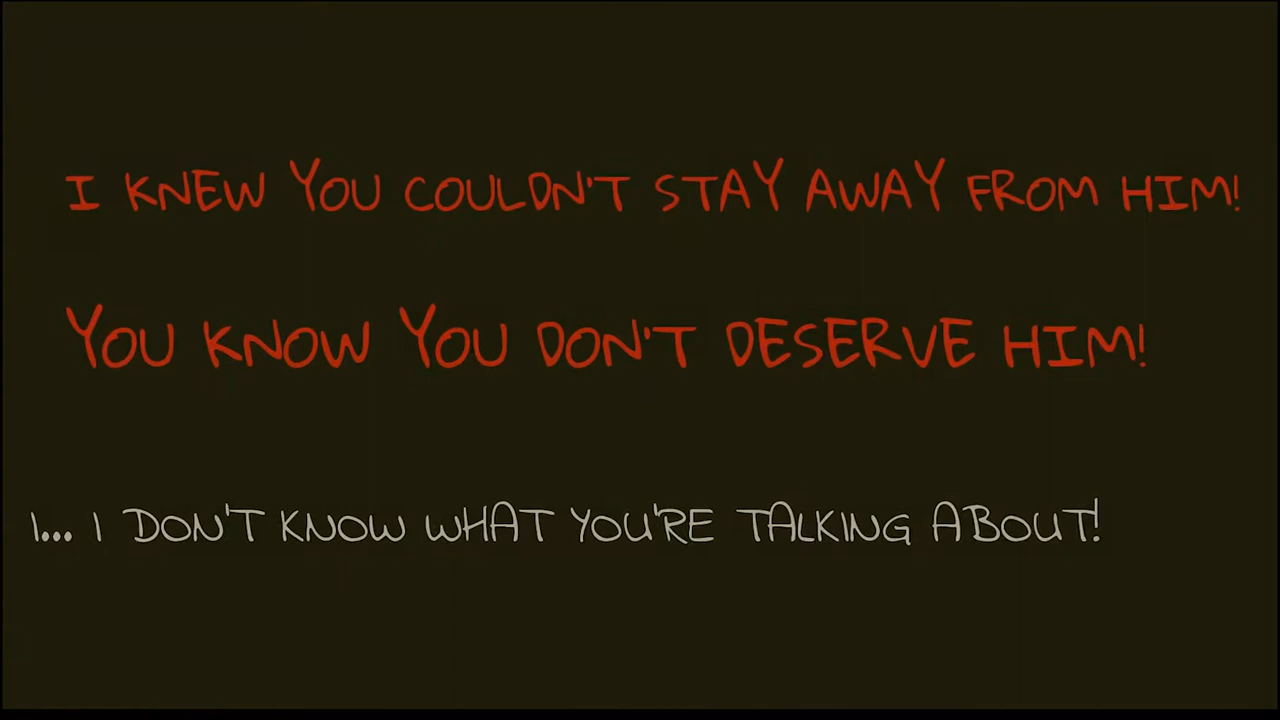 I KNEW YOU COULDN'T STAY AWAY FROM HIM!
YOU KNOW YOU DON'T DESERVE HIM!
I... I DON'T KNOW WHAT YOU'RE TALKING ABOUT!